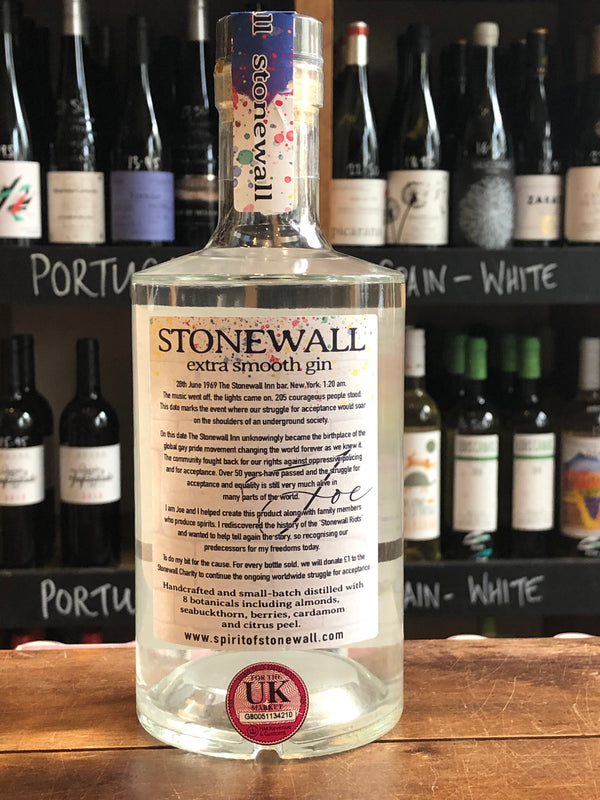 stonewall
STONEWALL
extra smooth gin
28th June 1969 The Stonewall Inn bar, New York: 1:20 am.
The music went off, the lights came on, 205 courageous people stood.
This date marks the event where our struggle for acceptance would soar
on the shoulders of an underground society.
On this date The Stonewall Inn unknowingly became the birthplace of the
global gay pride movement changing the world forever as we knew it.
The community fought back for our rights against oppressive policing
and for acceptance. Over 50 years have passed and the struggle for
acceptance and equality is still very much alive in
many parts of the world.
Joe
I am Joe and I helped create this product along with family members
who produce spirits. I rediscovered the history of the 'Stonewall Riots'
and wanted to help tell again the story, so recognising our
predecessors for my freedoms today.
To do my bit for the cause. For every bottle sold, we will donate £1 to the
Stonewall Charity to continue the ongoing worldwide struggle for acceptance
Handcrafted and small-batch distilled with
8 botanicals including almonds,
seabuckthorn, berries, cardamom
and citrus peel.
www.spiritofstonewall.com
FOR THE
UK
MARKET
GB0051134210
HM Revenue
& Customs
PORTU
PAIN - WHITE
PORTU
AIN - WHITE
13.95
picarana